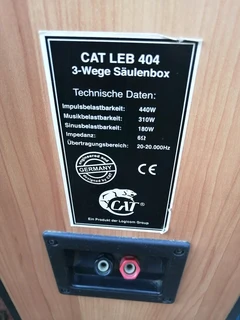 CAT LEB 404
3-Wege Säulenbox
Technische Daten:
Impulsbelastbarkeit: 440W
Musikbelastbarkeit: 310W
Sinusbelastbarkeit: 180W
Impedanz: 6Ω
Übertragungsbereich: 20-20.000Hz
GERMANY
CAT®
Ein Produkt der Logicom Group